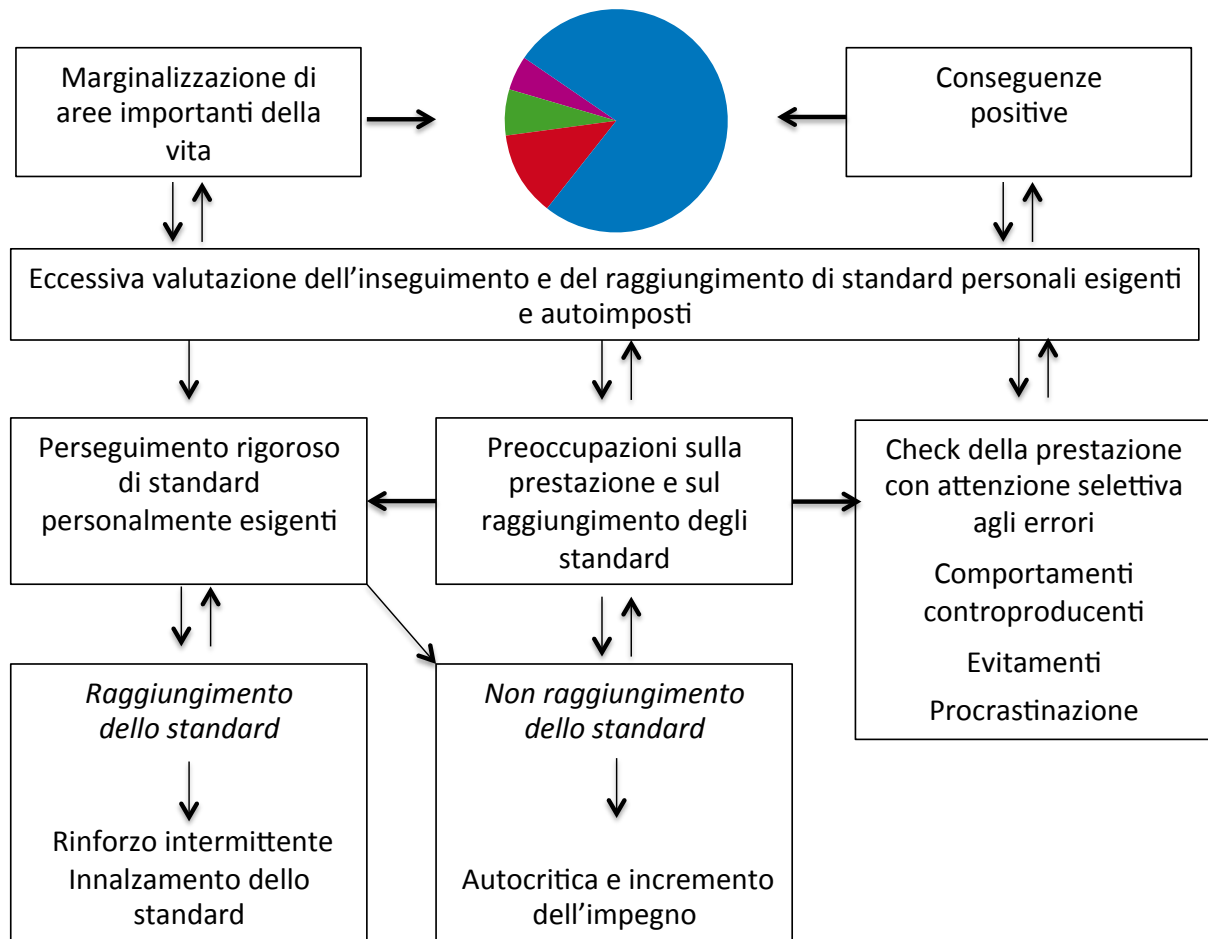 Marginalizzazione di
aree importanti della
vita
Conseguenze
positive
Eccessiva valutazione dell’inseguimento e del raggiungimento di standard personali esigenti
e autoimposti
Perseguimento rigoroso
di standard
personalmente esigenti
Preoccupazioni sulla
prestazione e sul
raggiungimento degli
standard
Check della prestazione
con attenzione selettiva
agli errori
Comportamenti
controproducenti
Evitamenti
Procrastinazione
Raggiungimento
dello standard
Rinforzo intermittente
Innalzamento dello
standard
Non raggiungimento
dello standard
Autocritica e incremento
dell’impegno